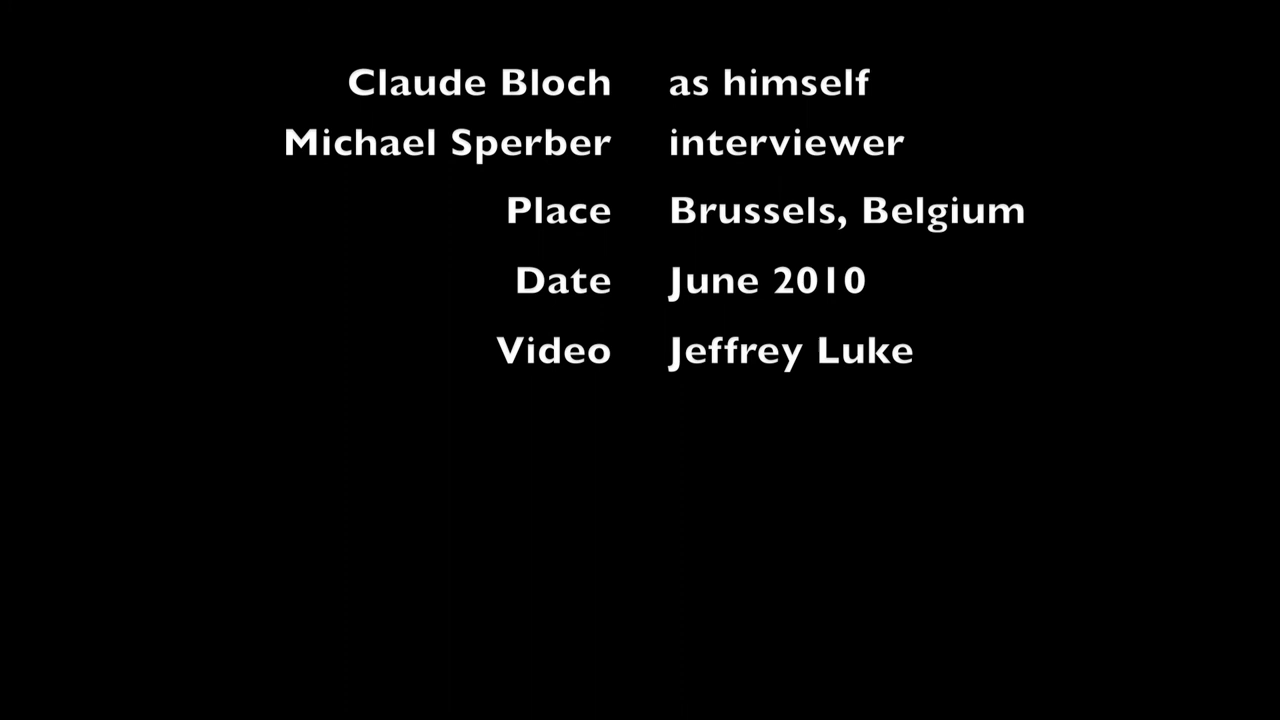 Claude Bloch as himself
Michael Sperber interviewer
Place Brussels, Belgium
Date June 2010
Video Jeffrey Luke